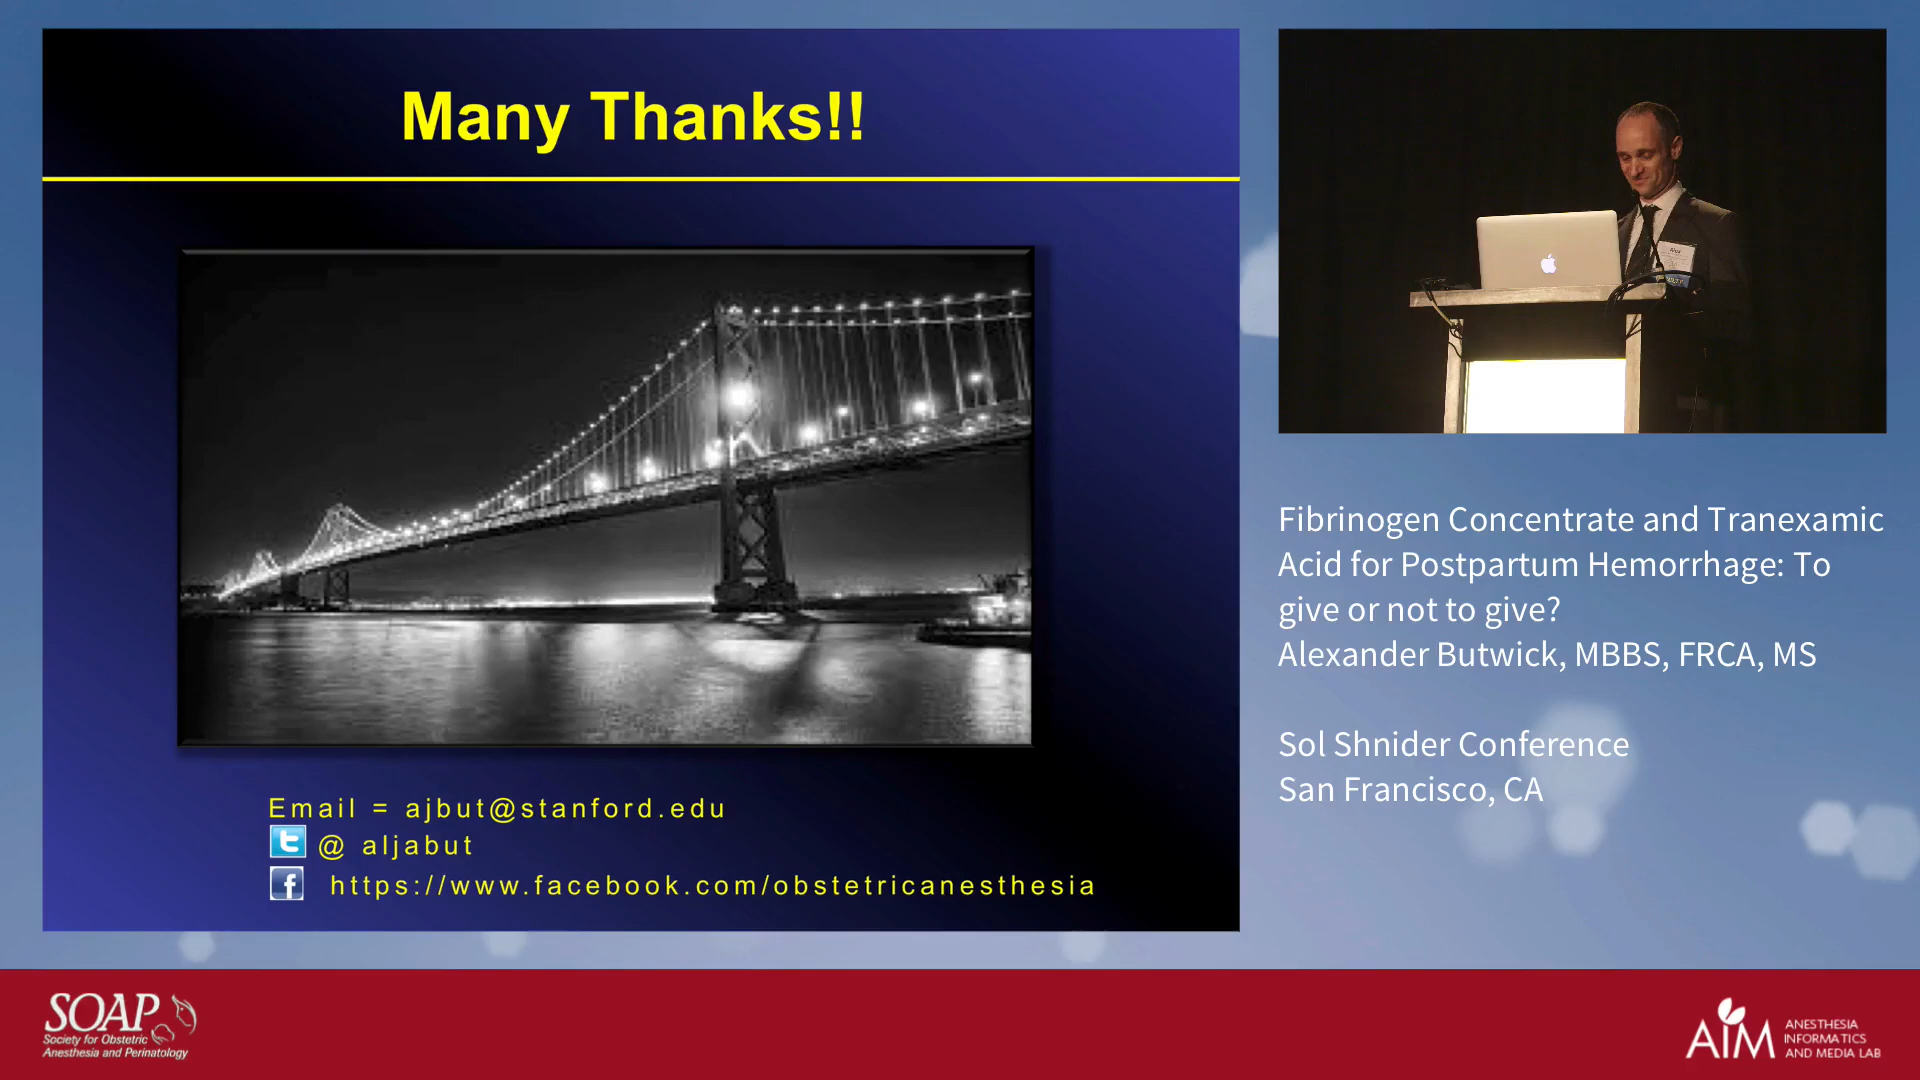 Many Thanks!!
Email = ajbut@stanford.edu
@ aljabut
https://www.facebook.com/obstetricanesthesia
Fibrinogen Concentrate and Tranexamic
Acid for Postpartum Hemorrhage: To
give or not to give?
Alexander Butwick, MBBS, FRCA, MS
Sol Shnider Conference
San Francisco, CA
SOAP
Society for Obstetric
Anesthesia and Perinatology
AIM
ANESTHESIA
INFORMATICS
AND MEDIA LAB